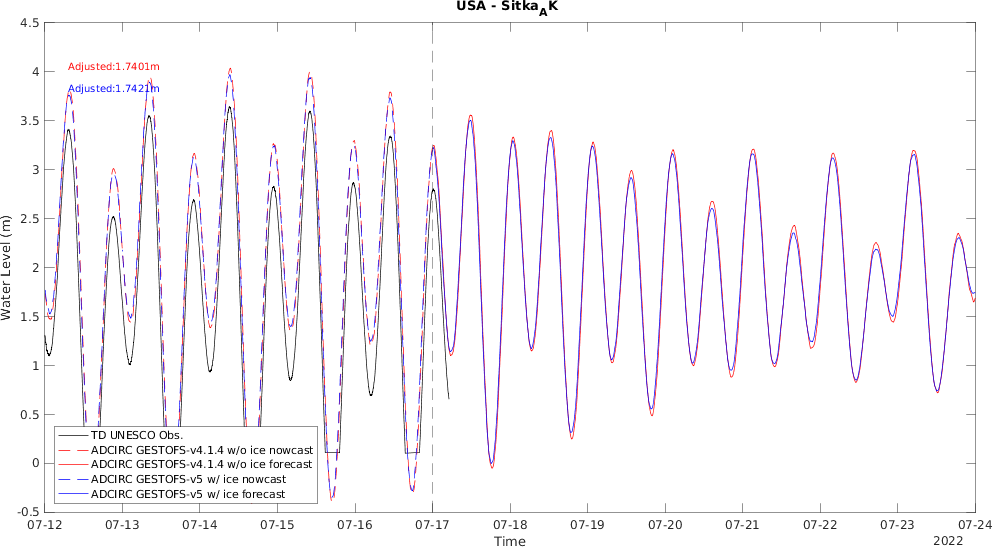 USA - Sitka_AK
Adjusted:1.7401m
Adjusted:1.7421m
Water Level (m)
4.5
4
3.5
3
2.5
2
1.5
1
0.5
0
-0.5
TD UNESCO Obs.
ADCIRC GESTOFS-v4.1.4 w/o ice nowcast
ADCIRC GESTOFS-v4.1.4 w/o ice forecast
ADCIRC GESTOFS-v5 w/ ice nowcast
ADCIRC GESTOFS-v5 w/ ice forecast
07-12 07-13 07-14 07-15 07-16 07-17 07-18 07-19 07-20 07-21 07-22 07-23 07-24
Time
2022